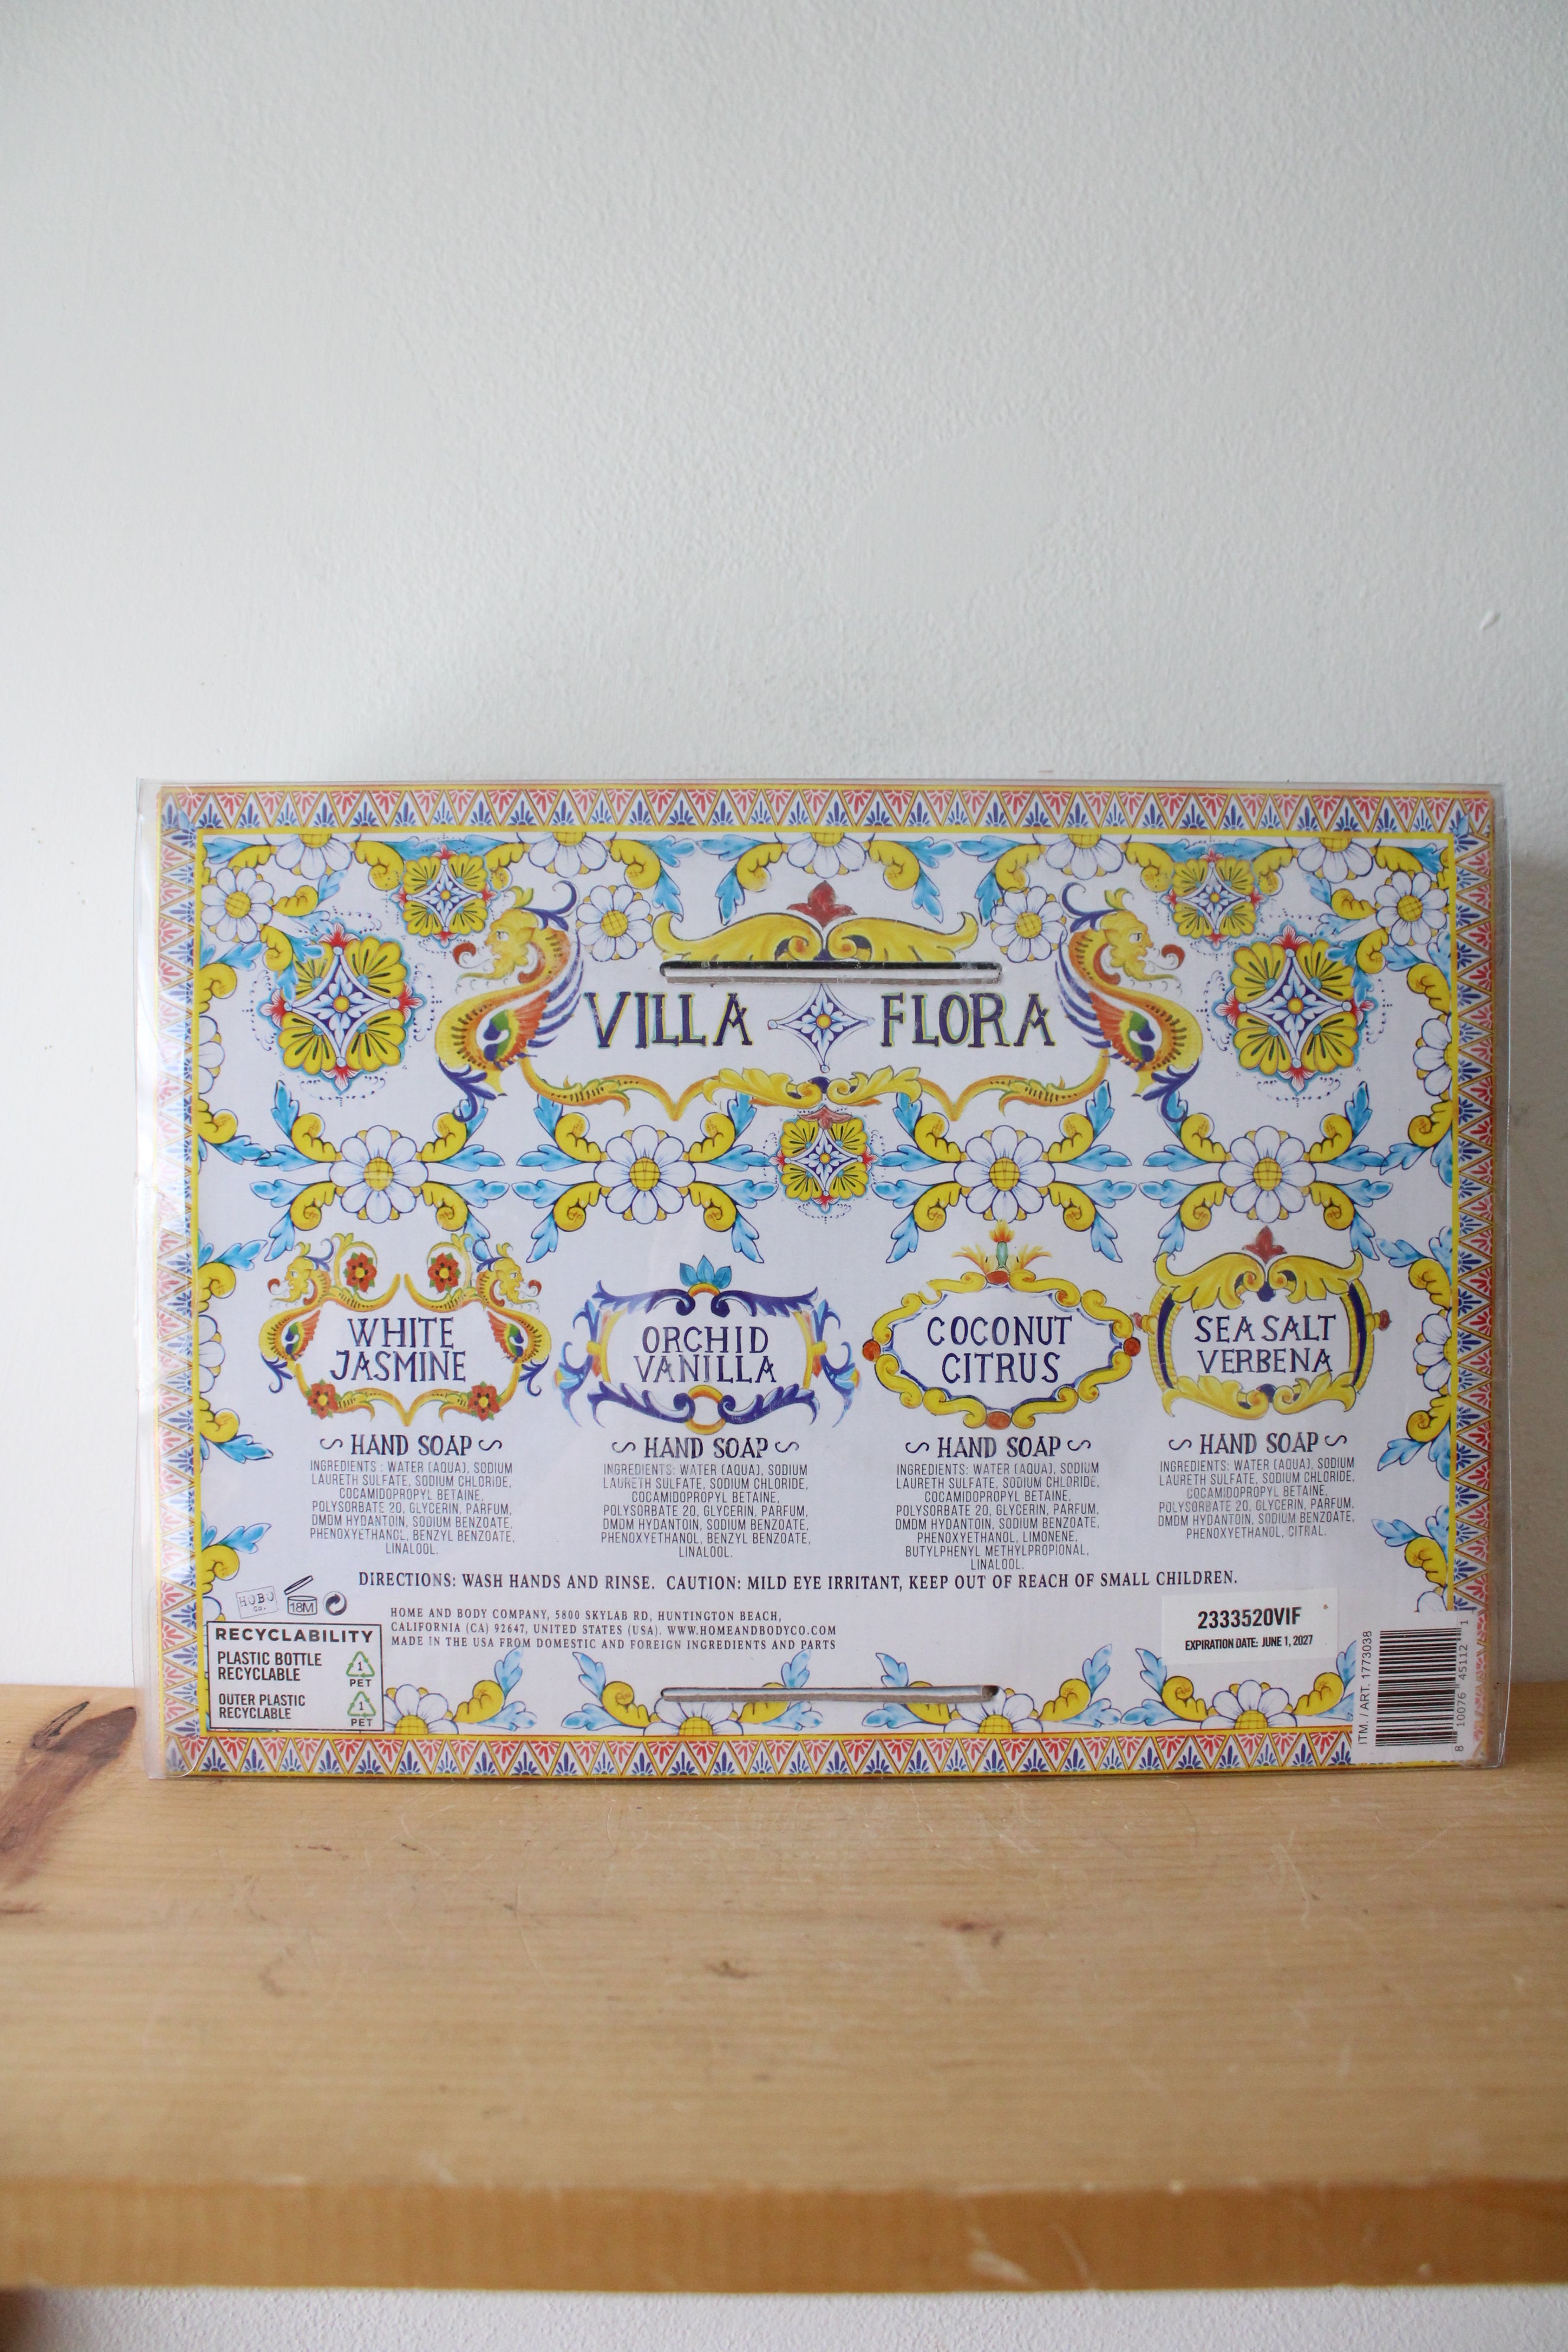 VILLA FLORA
WHITE
JASMINE
HAND SOAP
INGREDIENTS: WATER (AQUA), SODIUM
LAURETH SULFATE, SODIUM CHLORIDE,
COCAMIDOPROPYL BETAINE,
POLYSORBATE 20, GLYCERIN, PARFUM,
DMDM HYDANTOIN, SODIUM BENZOATE,
PHENOXYETHANOL, BENZYL BENZOATE,
LINALOOL.
ORCHID
VANILLA
HAND SOAP
INGREDIENTS: WATER (AQUA), SODIUM
LAURETH SULFATE, SODIUM CHLORIDE,
COCAMIDOPROPYL BETAINE,
POLYSORBATE 20, GLYCERIN, PARFUM,
DMDM HYDANTOIN, SODIUM BENZOATE,
PHENOXYETHANOL, BENZYL BENZOATE,
LINALOOL.
COCONUT
CITRUS
HAND SOAP
INGREDIENTS: WATER (AQUA), SODIUM
LAURETH SULFATE, SODIUM CHLORIDE,
COCAMIDOPROPYL BETAINE,
POLYSORBATE 20, GLYCERIN, PARFUM,
DMDM HYDANTOIN, SODIUM BENZOATE,
PHENOXYETHANOL, LIMONENE,
BUTYLPHENYL METHYLPROPIONAL,
LINALOOL.
SEA SALT
VERBENA
HAND SOAP
INGREDIENTS: WATER (AQUA), SODIUM
LAURETH SULFATE, SODIUM CHLORIDE,
COCAMIDOPROPYL BETAINE,
POLYSORBATE 20, GLYCERIN, PARFUM,
DMDM HYDANTOIN, SODIUM BENZOATE,
PHENOXYETHANOL, CITRAL.
DIRECTIONS: WASH HANDS AND RINSE. CAUTION: MILD EYE IRRITANT, KEEP OUT OF REACH OF SMALL CHILDREN.
HOBO
CO.
18M
HOME AND BODY COMPANY, 5800 SKYLAB RD, HUNTINGTON BEACH,
CALIFORNIA (CA) 92647, UNITED STATES (USA). WWW.HOMEANDBODYCO.COM
MADE IN THE USA FROM DOMESTIC AND FOREIGN INGREDIENTS AND PARTS
RECYCLABILITY
PLASTIC BOTTLE
RECYCLABLE
1
PET
OUTER PLASTIC
RECYCLABLE
1
PET
2333520VIF
EXPIRATION DATE: JUNE 1, 2027
ITM. / ART. 1773038
8 10076 45112 1